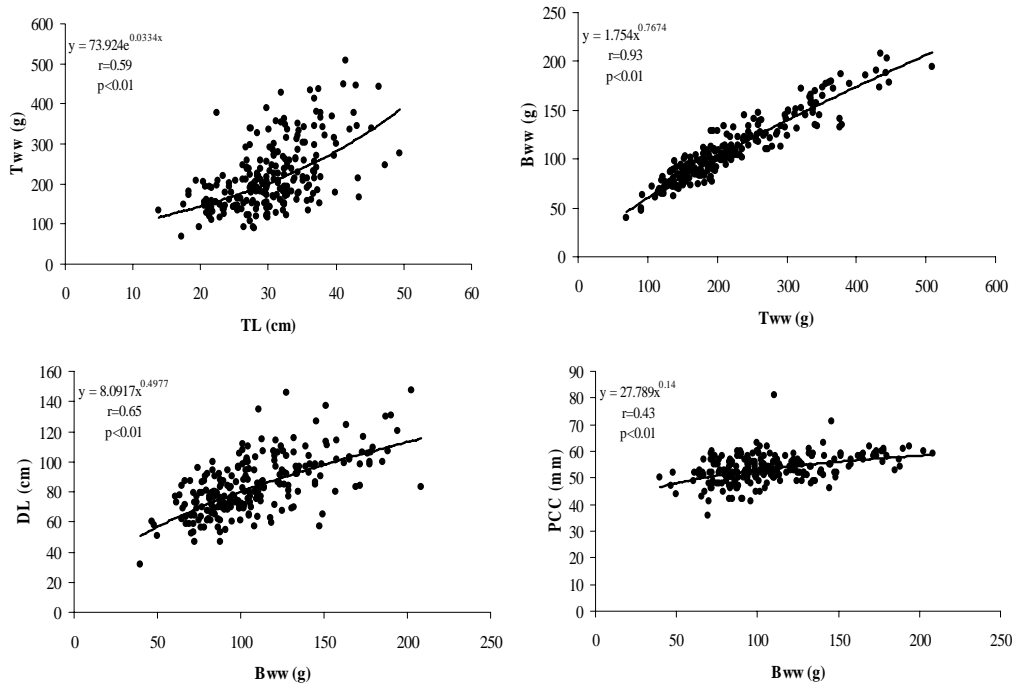 600
500
400
300
200
100
0
y = 73.924e^0.0334x
r=0.59
p<0.01
Tww (g)
0 10 20 30 40 50 60
TL (cm)
250
200
150
100
50
0
y = 1.754x^0.7674
r=0.93
p<0.01
Bww (g)
0 100 200 300 400 500 600
Tww (g)
160
140
120
100
80
60
40
20
0
y = 8.0917x^0.4977
r=0.65
p<0.01
DL (cm)
0 50 100 150 200 250
Bww (g)
90
80
70
60
50
40
30
20
10
0
y = 27.789x^0.14
r=0.43
p<0.01
PCC (mm)
0 50 100 150 200 250
Bww (g)